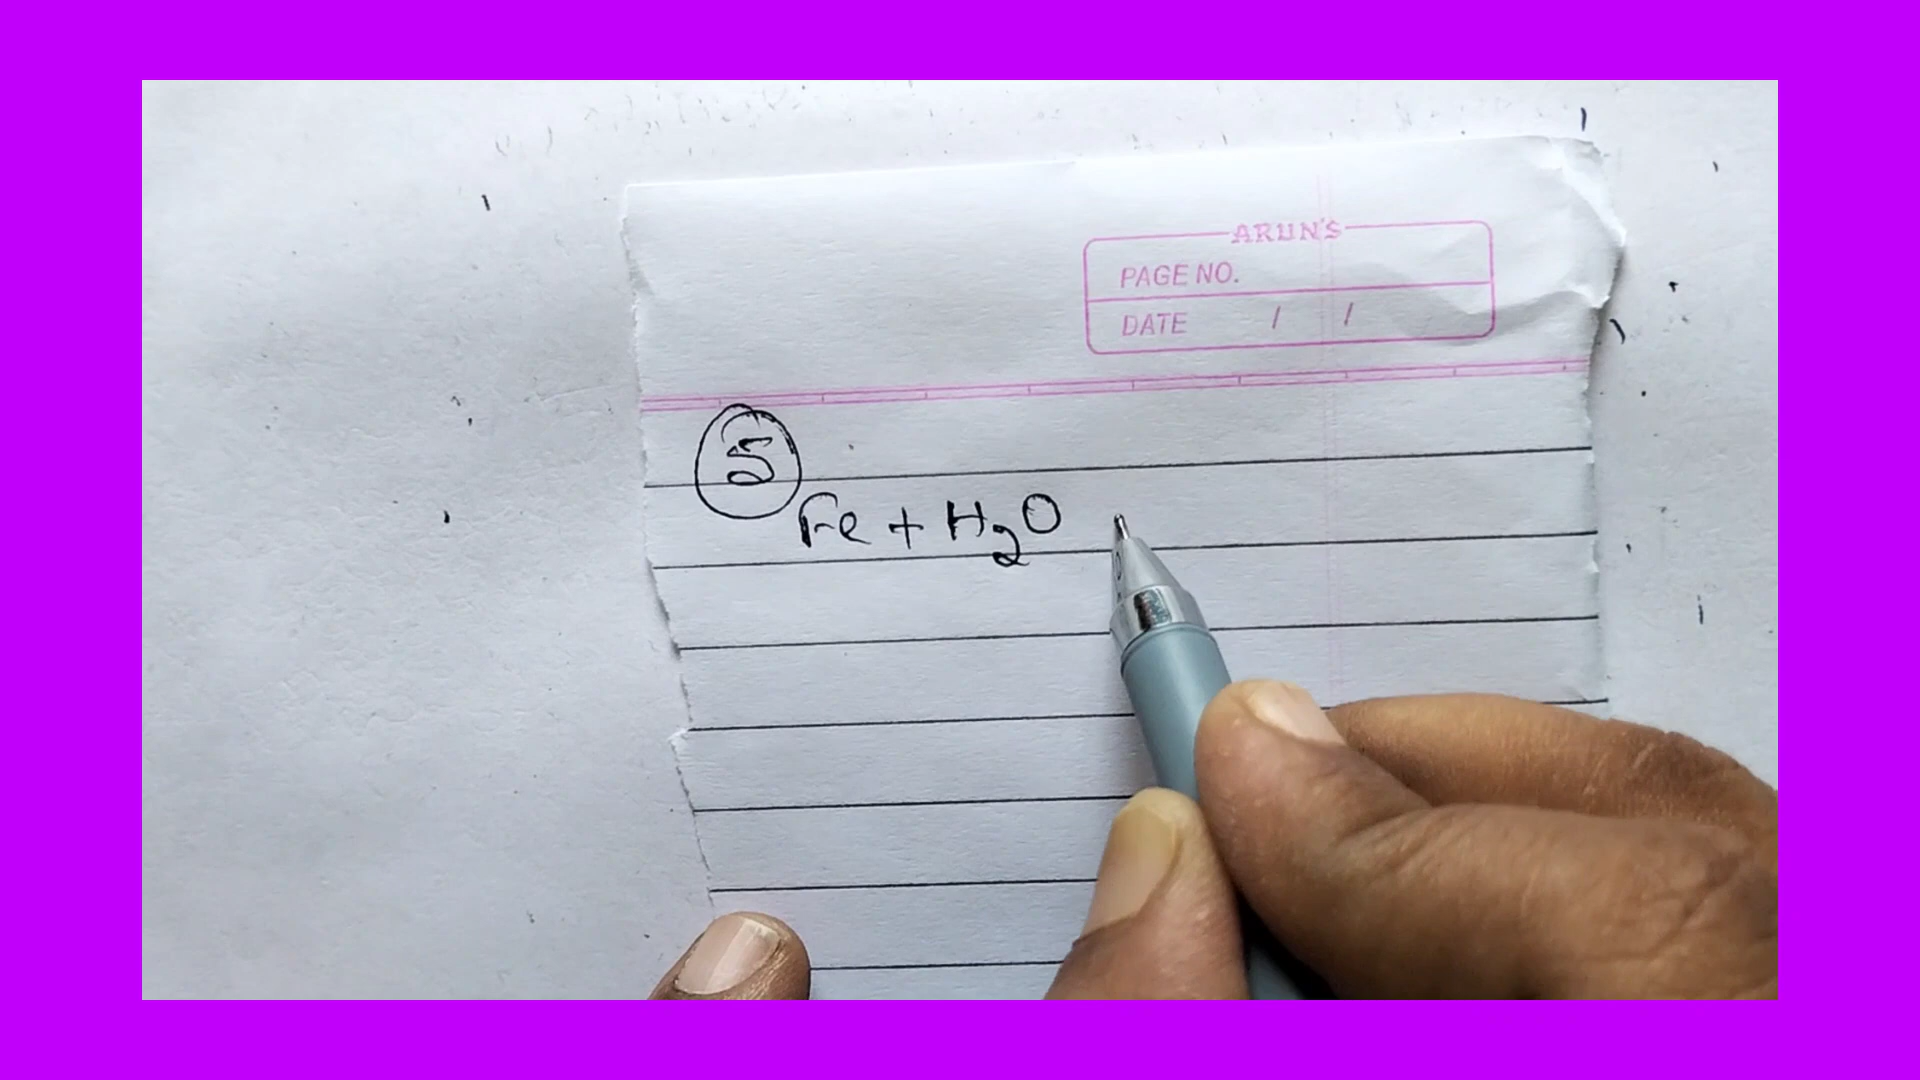 ARUN'S
PAGE NO.
DATE / /
5
Fe + H2O